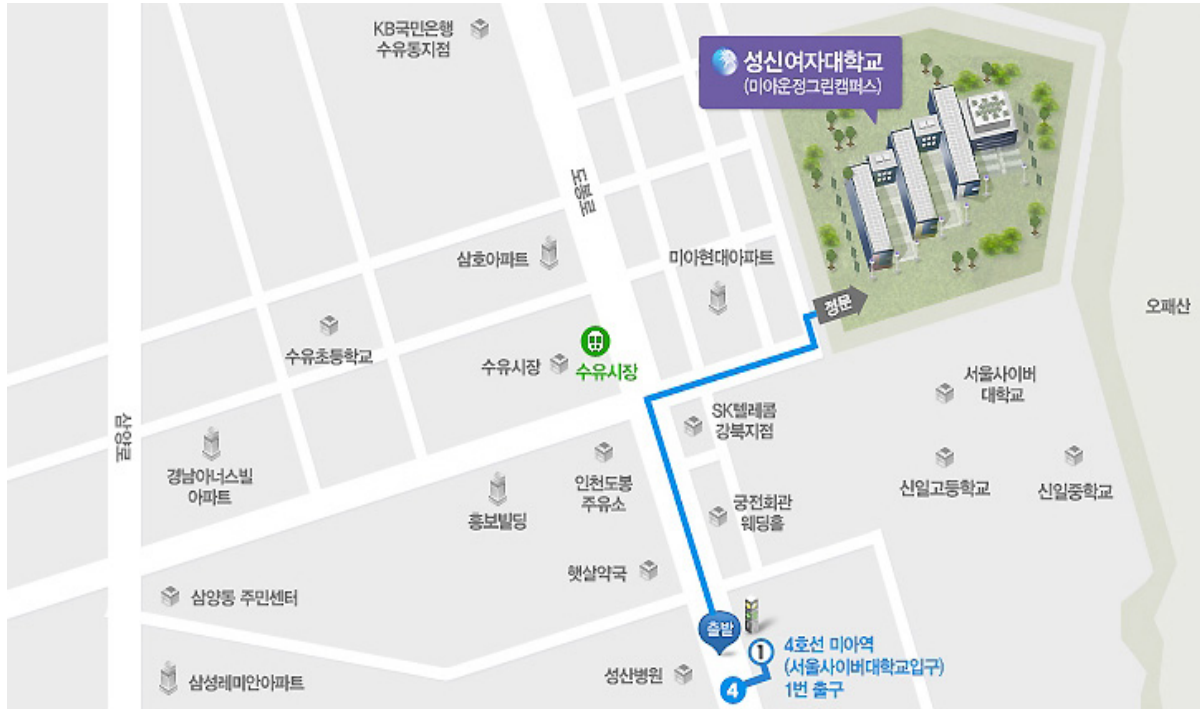 KB국민은행
수유동지점
성신여자대학교
(미아운정그린캠퍼스)
도봉로
삼호아파트
미아현대아파트
정문
오패산
수유초등학교
수유시장
수유시장
서울사이버
대학교
SK텔레콤
강북지점
삼양로
경남아너스빌
아파트
인천도봉
주유소
신일고등학교
신일중학교
흥보빌딩
궁전회관
웨딩홀
햇살약국
삼양동 주민센터
출발
1
4호선 미아역
(서울사이버대학교입구)
1번 출구
성산병원
4
삼성레미안아파트